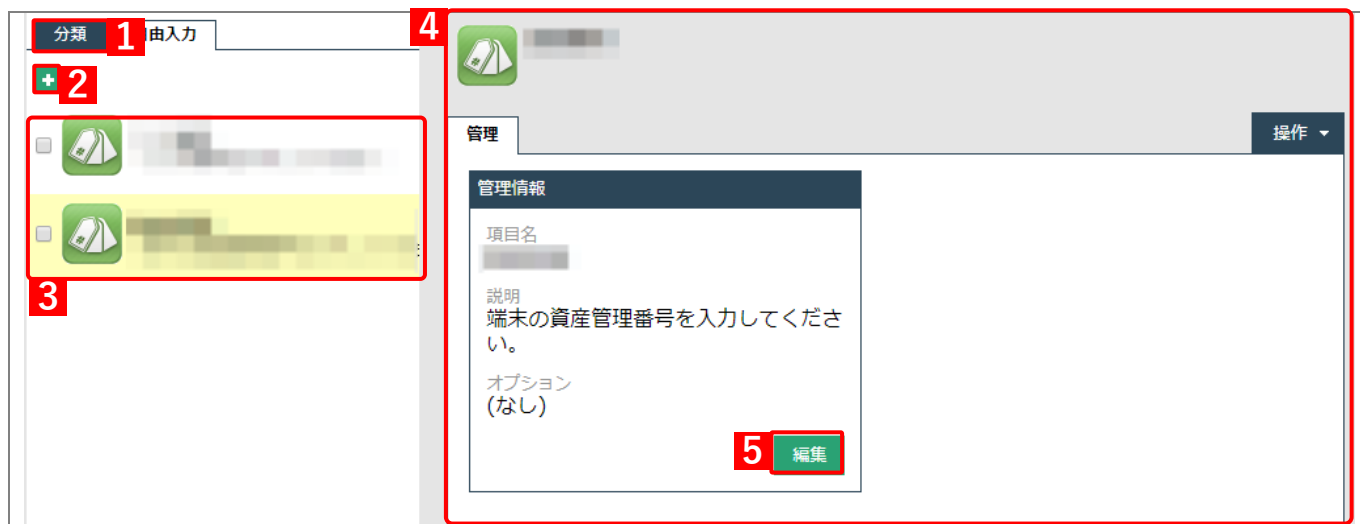 分類
1
由入力
2
3
4
管理
操作
管理情報
項目名
説明
端末の資産管理番号を入力してくださ
い。
オプション
(なし)
5
編集